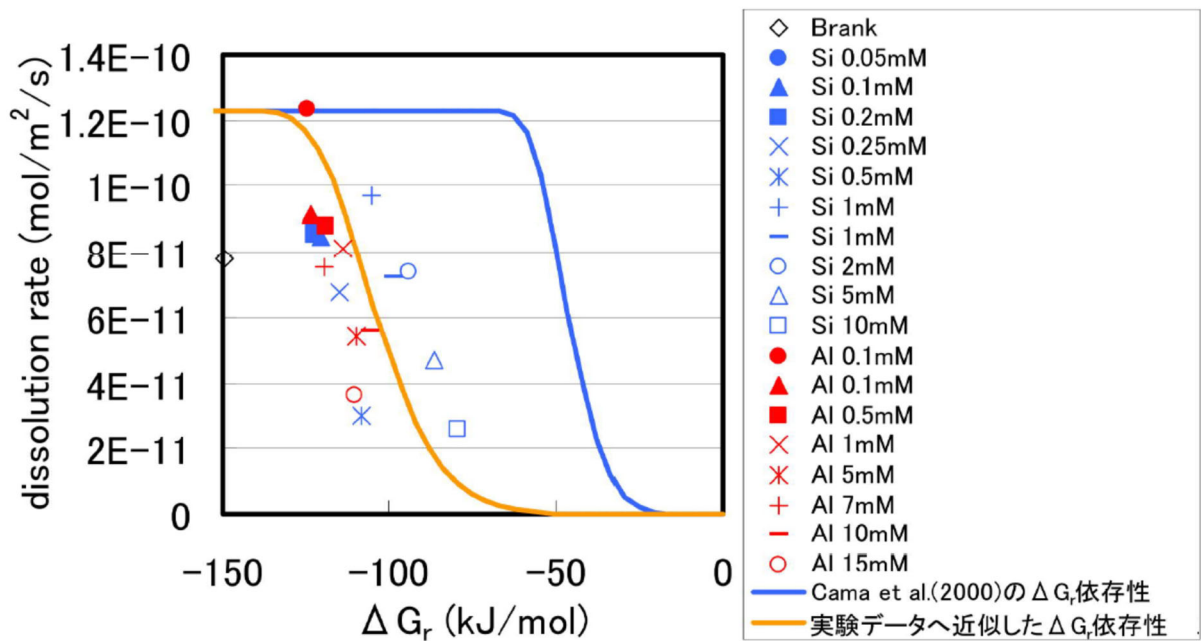 dissolution rate (mol/m²/s)
1.4E-10
1.2E-10
1E-10
8E-11
6E-11
4E-11
2E-11
0
-150 -100 -50 0
ΔGr (kJ/mol)
Brank
Si 0.05mM
Si 0.1mM
Si 0.2mM
Si 0.25mM
Si 0.5mM
Si 1mM
Si 1mM
Si 2mM
Si 5mM
Si 10mM
Al 0.1mM
Al 0.1mM
Al 0.5mM
Al 1mM
Al 5mM
Al 7mM
Al 10mM
Al 15mM
Cama et al.(2000)のΔGr依存性
実験データへ近似したΔGr依存性